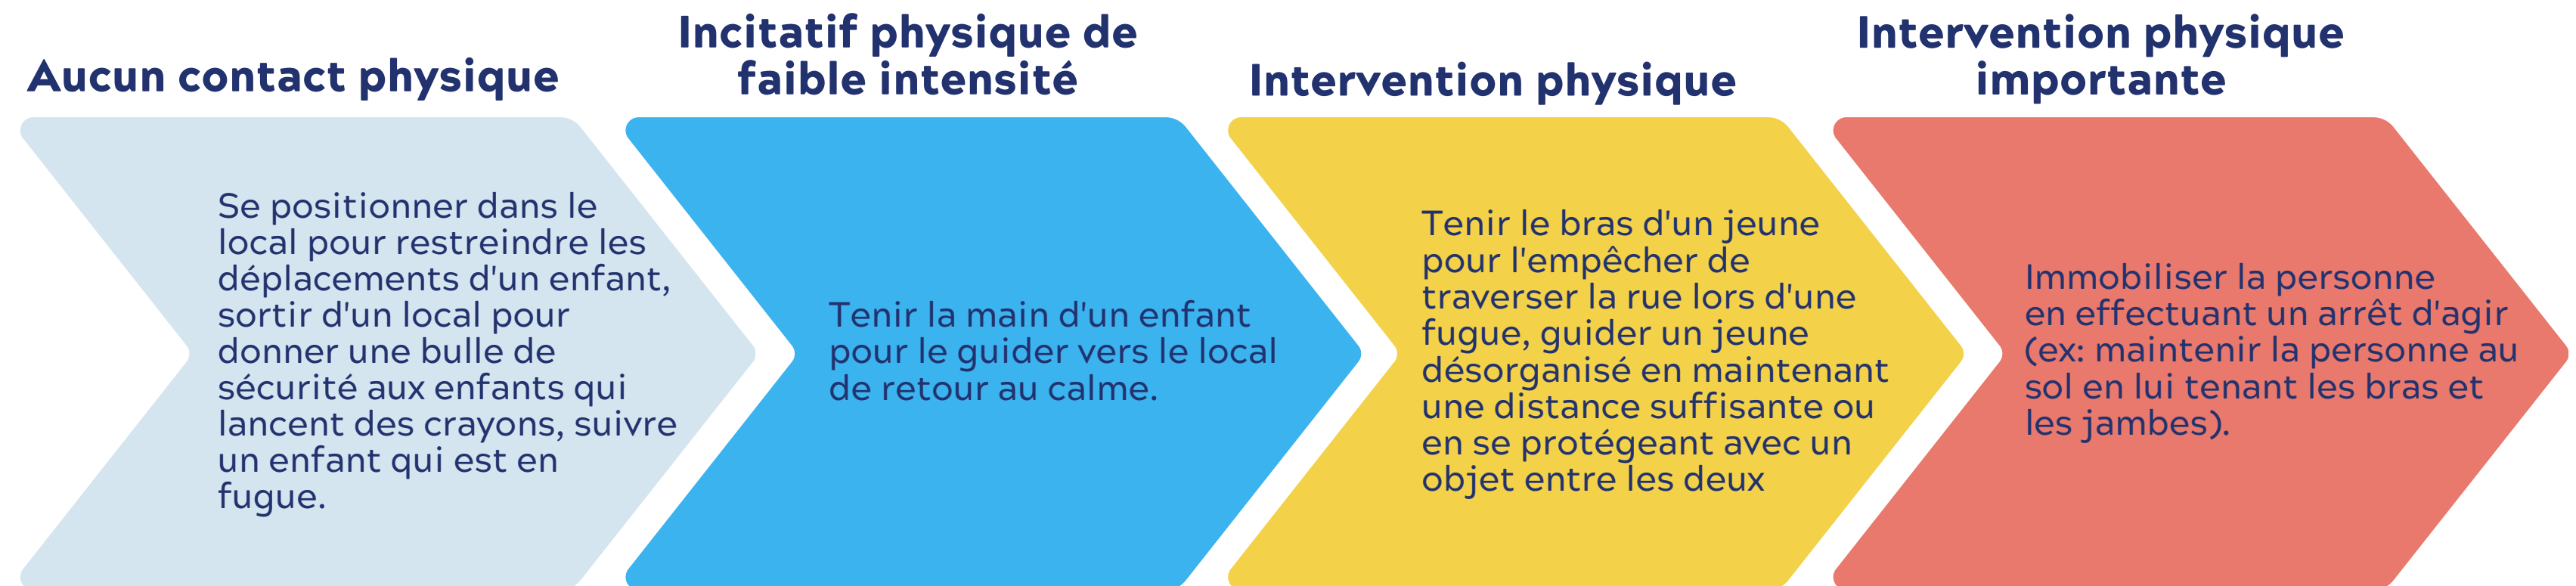 Aucun contact physique
Se positionner dans le
local pour restreindre les
déplacements d'un enfant,
sortir d'un local pour
donner une bulle de
sécurité aux enfants qui
lancent des crayons, suivre
un enfant qui est en
fugue.
Incitatif physique de
faible intensité
Tenir la main d'un enfant
pour le guider vers le local
de retour au calme.
Intervention physique
Tenir le bras d'un jeune
pour l'empêcher de
traverser la rue lors d'une
fugue, guider un jeune
désorganisé en maintenant
une distance suffisante ou
en se protégeant avec un
objet entre les deux
Intervention physique
importante
Immobiliser la personne
en effectuant un arrêt d'agir
(ex: maintenir la personne au
sol en lui tenant les bras et
les jambes).